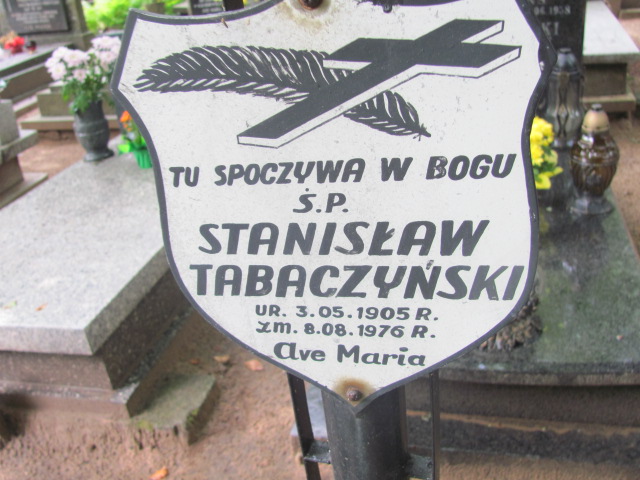 TU SPOCZYWA W BOGU
Ś.P.
STANISŁAW
TABACZYŃSKI
UR. 3.05.1905 R.
ZM. 8.08.1976 R.
Ave Maria